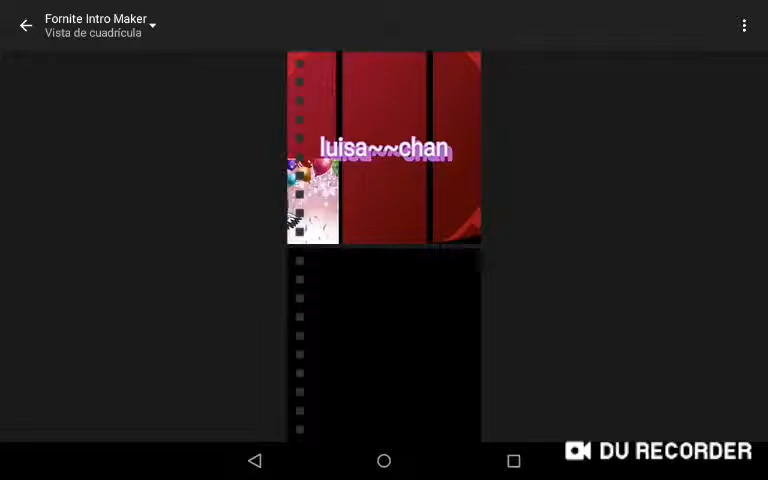 Fornite Intro Maker
Vista de cuadrícula
luisa~~chan
DU RECORDER